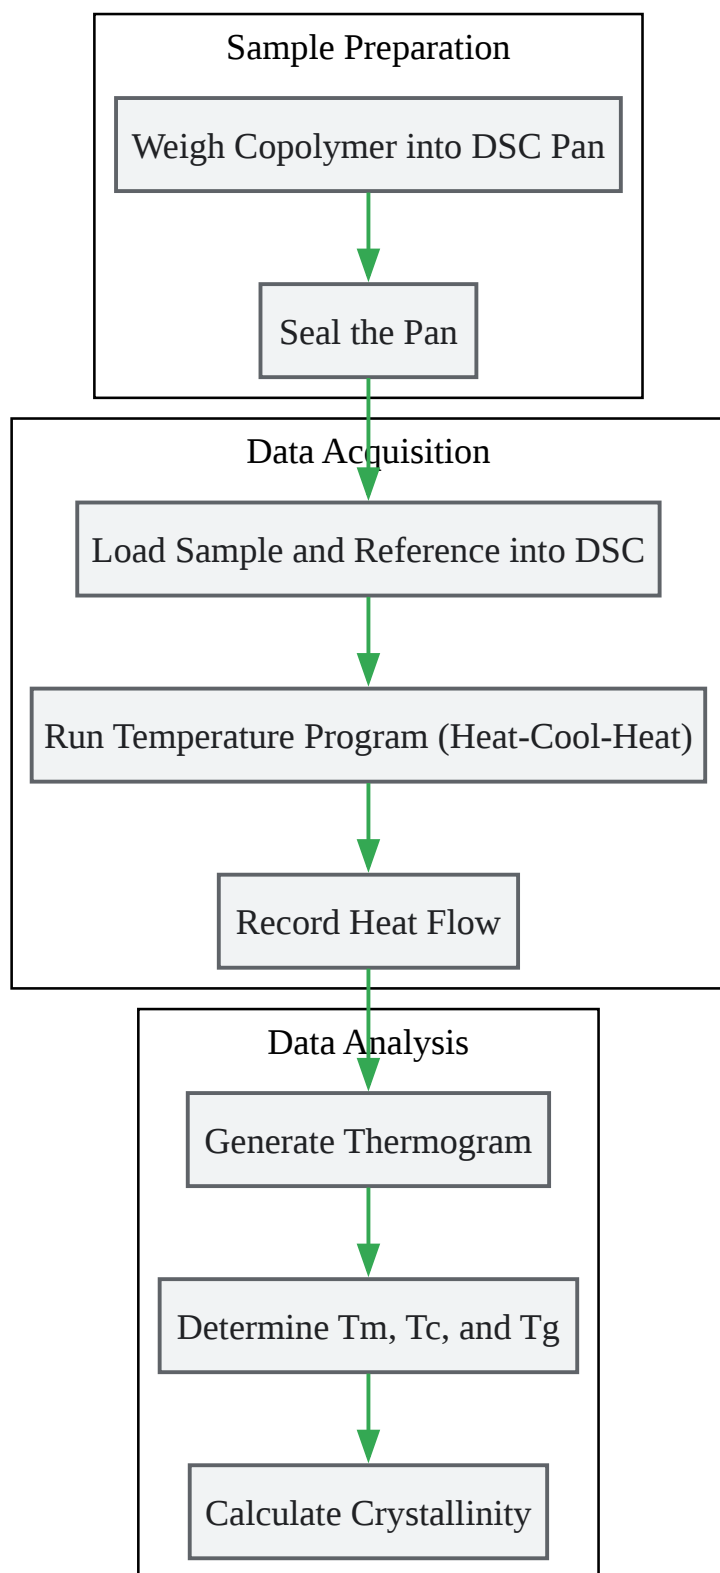 Sample Preparation
Weigh Copolymer into DSC Pan
Seal the Pan
Data Acquisition
Load Sample and Reference into DSC
Run Temperature Program (Heat-Cool-Heat)
Record Heat Flow
Data Analysis
Generate Thermogram
Determine Tm, Tc, and Tg
Calculate Crystallinity